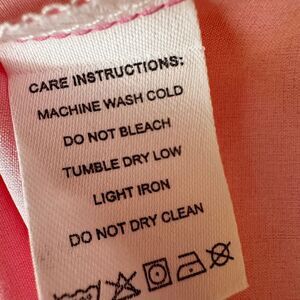 CARE INSTRUCTIONS:
MACHINE WASH COLD
DO NOT BLEACH
TUMBLE DRY LOW
LIGHT IRON
DO NOT DRY CLEAN